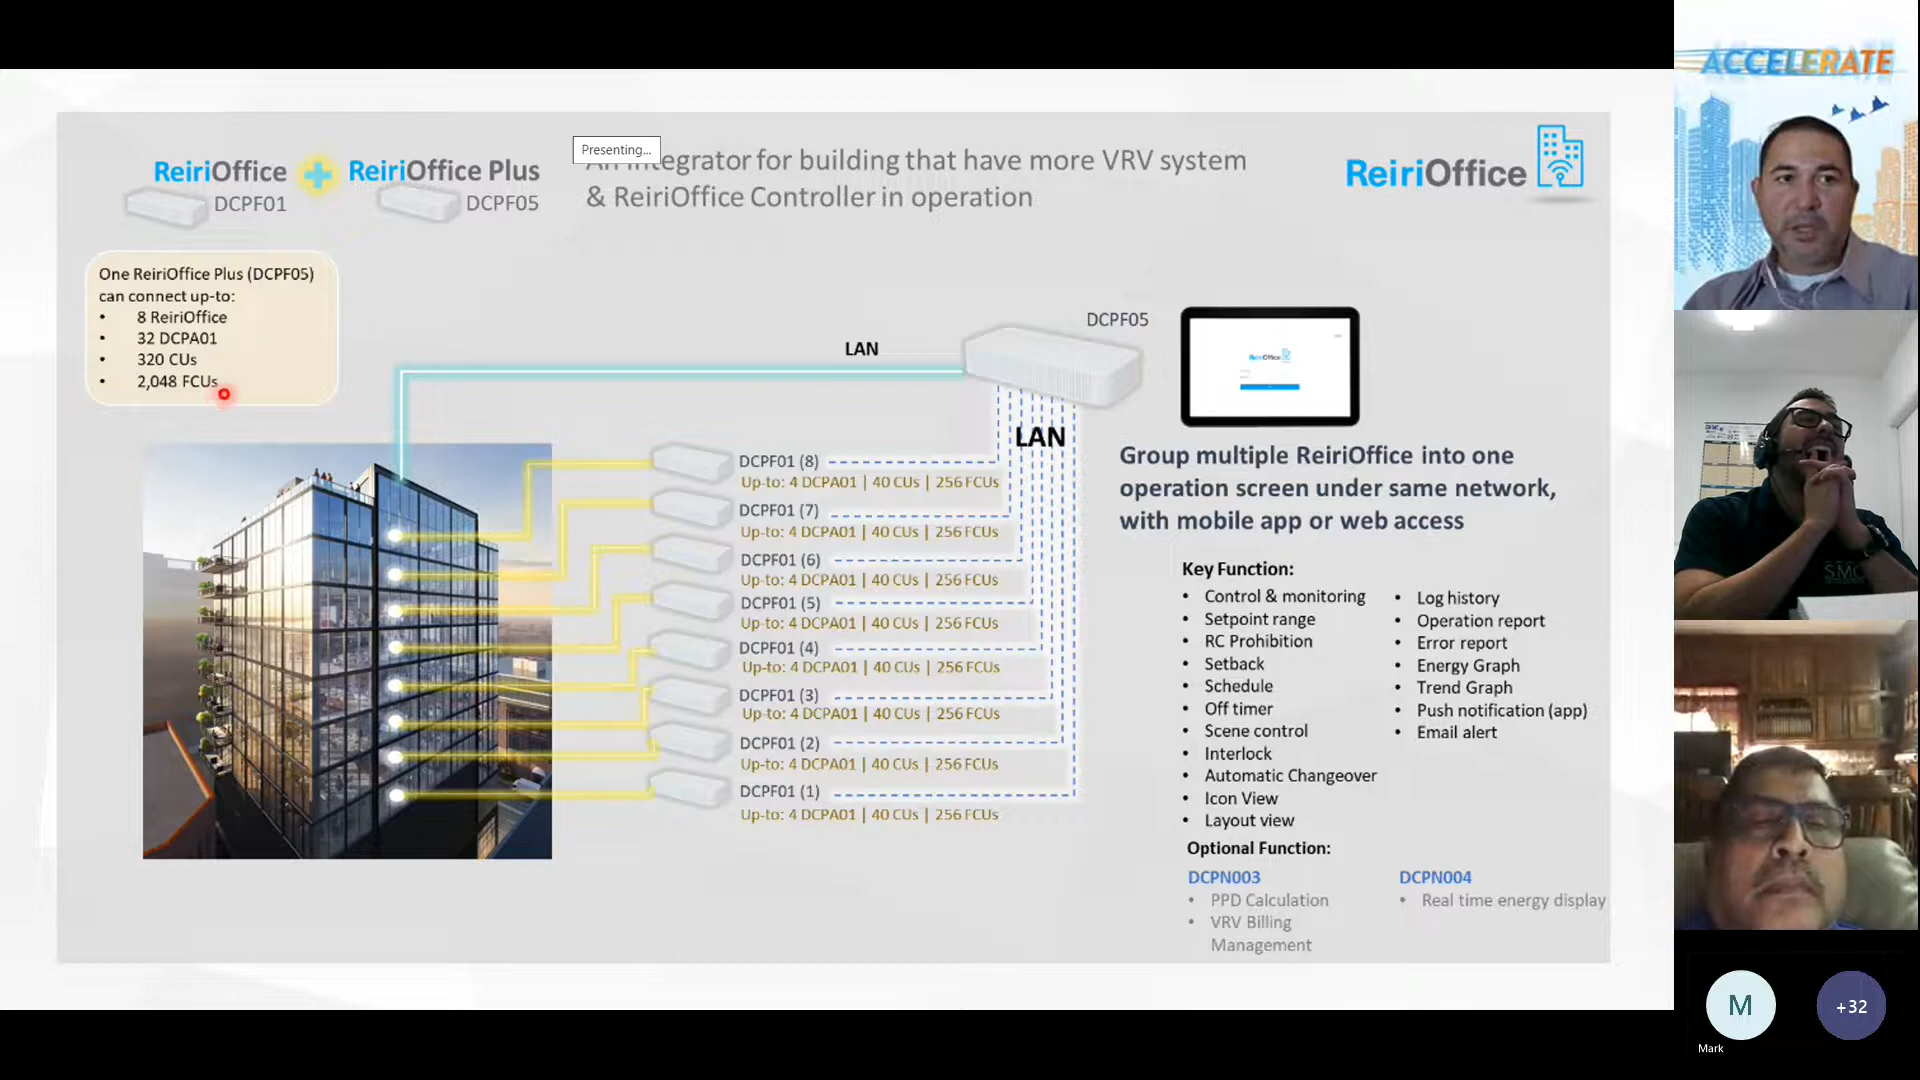 ACCELERATE
Presenting...
ReiriOffice
DCPF01
ReiriOffice Plus
DCPF05
integrator for building that have more VRV system
& ReiriOffice Controller in operation
ReiriOffice
One ReiriOffice Plus (DCPF05)
can connect up-to:
• 8 ReiriOffice
• 32 DCPA01
• 320 CUs
• 2,048 FCUs
LAN
DCPF05
ReiriOffice
LAN
DCPF01 (8)
Up-to: 4 DCPA01 | 40 CUs | 256 FCUs
DCPF01 (7)
Up-to: 4 DCPA01 | 40 CUs | 256 FCUs
DCPF01 (6)
Up-to: 4 DCPA01 | 40 CUs | 256 FCUs
DCPF01 (5)
Up-to: 4 DCPA01 | 40 CUs | 256 FCUs
DCPF01 (4)
Up-to: 4 DCPA01 | 40 CUs | 256 FCUs
DCPF01 (3)
Up-to: 4 DCPA01 | 40 CUs | 256 FCUs
DCPF01 (2)
Up-to: 4 DCPA01 | 40 CUs | 256 FCUs
DCPF01 (1)
Up-to: 4 DCPA01 | 40 CUs | 256 FCUs
Group multiple ReiriOffice into one
operation screen under same network,
with mobile app or web access
Key Function:
• Control & monitoring
• Setpoint range
• RC Prohibition
• Setback
• Schedule
• Off timer
• Scene control
• Interlock
• Automatic Changeover
• Icon View
• Layout view
• Log history
• Operation report
• Error report
• Energy Graph
• Trend Graph
• Push notification (app)
• Email alert
Optional Function:
DCPN003
• PPD Calculation
• VRV Billing
Management
DCPN004
• Real time energy display
SMC
M
Mark
+32